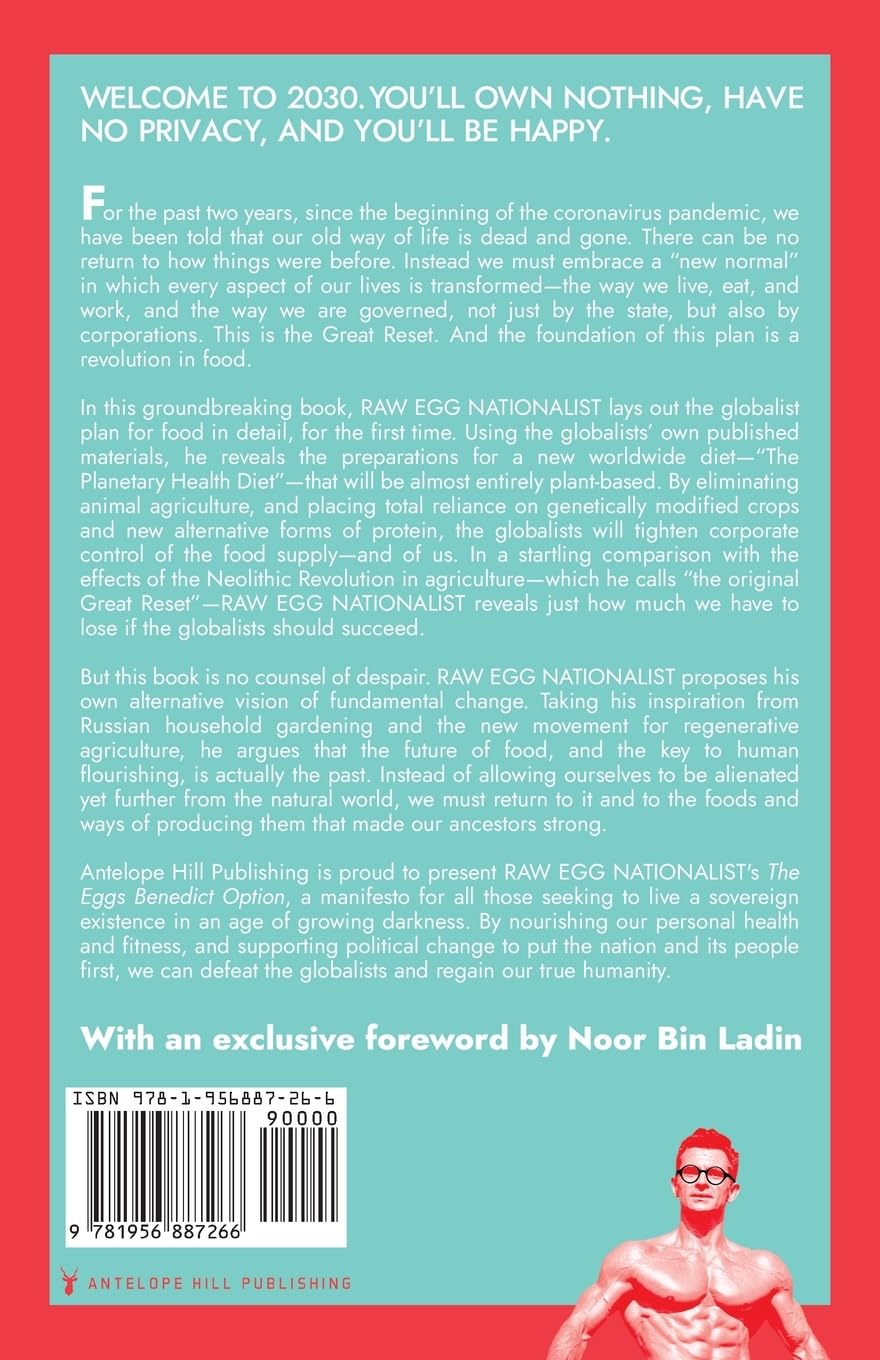 WELCOME TO 2030. YOU'LL OWN NOTHING, HAVE
NO PRIVACY, AND YOU'LL BE HAPPY.
For the past two years, since the beginning of the coronavirus pandemic, we
have been told that our old way of life is dead and gone. There can be no
return to how things were before. Instead we must embrace a “new normal”
in which every aspect of our lives is transformed—the way we live, eat, and
work, and the way we are governed, not just by the state, but also by
corporations. This is the Great Reset. And the foundation of this plan is a
revolution in food.
In this groundbreaking book, RAW EGG NATIONALIST lays out the globalist
plan for food in detail, for the first time. Using the globalists’ own published
materials, he reveals the preparations for a new worldwide diet—“The
Planetary Health Diet”—that will be almost entirely plant-based. By eliminating
animal agriculture, and placing total reliance on genetically modified crops
and new alternative forms of protein, the globalists will tighten corporate
control of the food supply—and of us. In a startling comparison with the
effects of the Neolithic Revolution in agriculture—which he calls “the original
Great Reset”—RAW EGG NATIONALIST reveals just how much we have to
lose if the globalists should succeed.
But this book is no counsel of despair. RAW EGG NATIONALIST proposes his
own alternative vision of fundamental change. Taking his inspiration from
Russian household gardening and the new movement for regenerative
agriculture, he argues that the future of food, and the key to human
flourishing, is actually the past. Instead of allowing ourselves to be alienated
yet further from the natural world, we must return to it and to the foods and
ways of producing them that made our ancestors strong.
Antelope Hill Publishing is proud to present RAW EGG NATIONALIST's The
Eggs Benedict Option, a manifesto for all those seeking to live a sovereign
existence in an age of growing darkness. By nourishing our personal health
and fitness, and supporting political change to put the nation and its people
first, we can defeat the globalists and regain our true humanity.
With an exclusive foreword by Noor Bin Ladin
ISBN 978-1-956887-26-6
90000
9 781956 887266
ANTELOPE HILL PUBLISHING